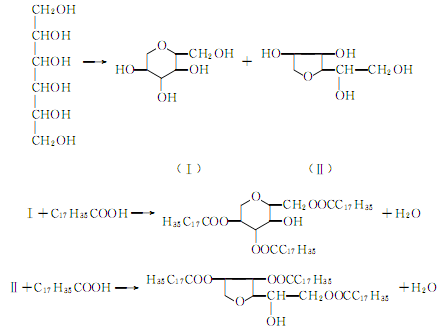 CH₂OH
CHOH
CHOH
CHOH
CHOH
CH₂OH
→
O
CH₂OH
HO
OH
OH
(Ⅰ)
+
HO
OH
O
CH—CH₂OH
OH
(Ⅱ)
Ⅰ+C₁₇H₃₅COOH→
O
CH₂OOCC₁₇H₃₅
H₃₅C₁₇COO
OH
OOCC₁₇H₃₅
+H₂O
Ⅱ+C₁₇H₃₅COOH→
H₃₅C₁₇COO
OOCC₁₇H₃₅
O
CH—CH₂OOCC₁₇H₃₅
OH
+H₂O